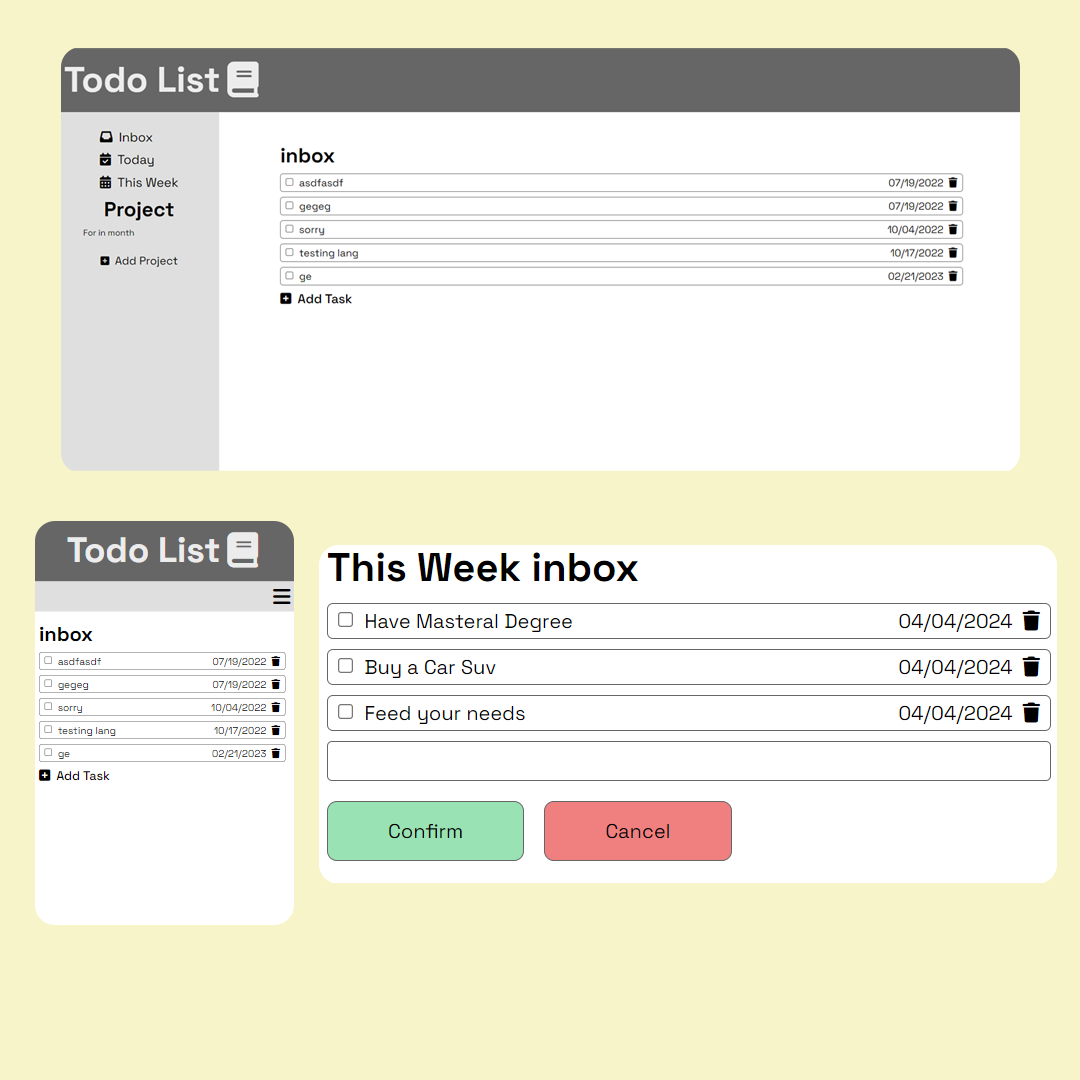 Todo List
Inbox
Today
This Week
Project
For in month
Add Project
inbox
asdfasdf 07/19/2022
gegeg 07/19/2022
sorry 10/04/2022
testing lang 10/17/2022
ge 02/21/2023
Add Task
Todo List
inbox
asdfasdf 07/19/2022
gegeg 07/19/2022
sorry 10/04/2022
testing lang 10/17/2022
ge 02/21/2023
Add Task
This Week inbox
Have Masteral Degree 04/04/2024
Buy a Car Suv 04/04/2024
Feed your needs 04/04/2024
Confirm Cancel